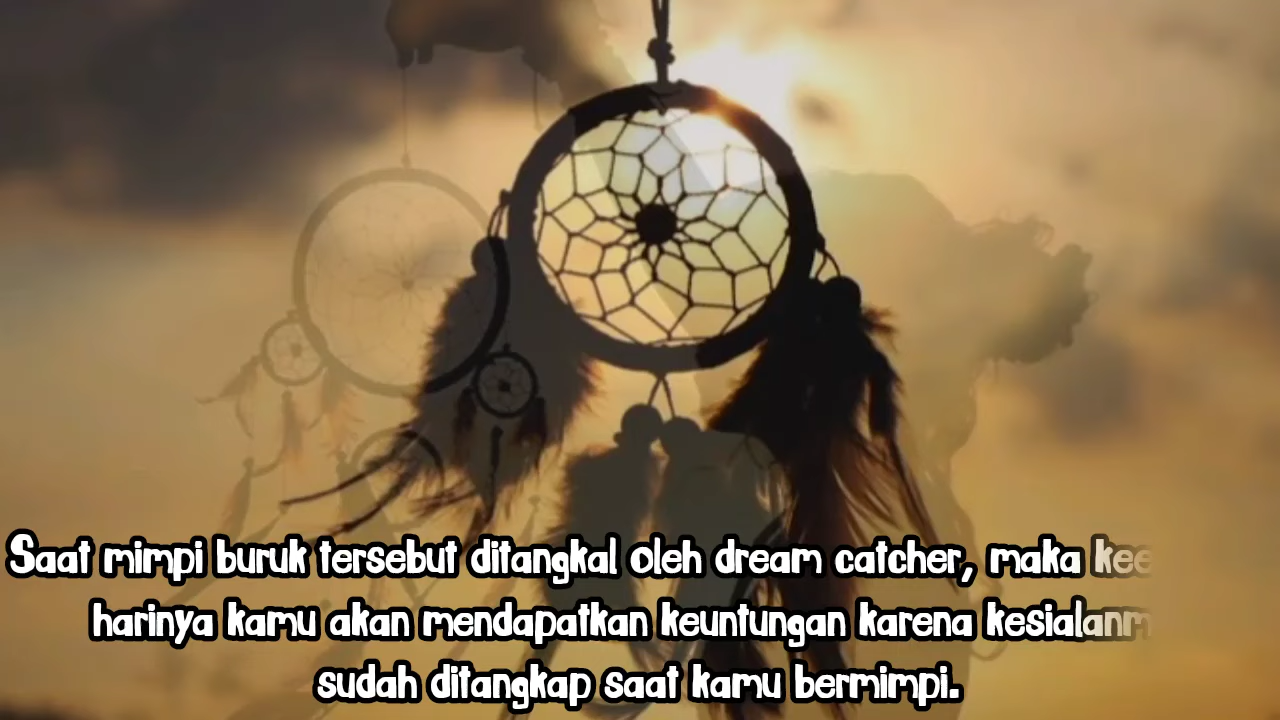 Saat mimpi buruk tersebut ditangkal oleh dream catcher, maka
harinya kamu akan mendapatkan keuntungan karena
sudah ditangkap saat kamu bermimpi.